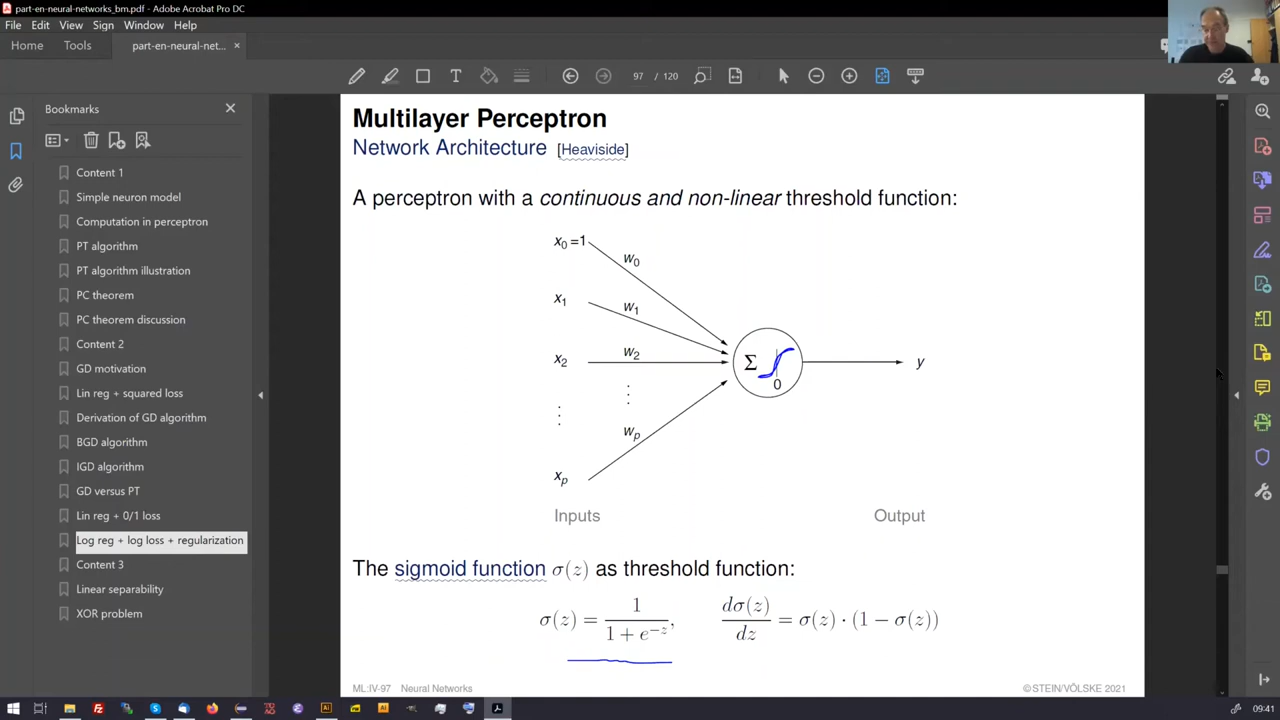 part-en-neural-networks_bm.pdf - Adobe Acrobat Pro DC
File Edit View Sign Window Help
Home Tools part-en-neural-net... ×
97 / 120
Bookmarks
Content 1
Simple neuron model
Computation in perceptron
PT algorithm
PT algorithm illustration
PC theorem
PC theorem discussion
Content 2
GD motivation
Lin reg + squared loss
Derivation of GD algorithm
BGD algorithm
IGD algorithm
GD versus PT
Lin reg + 0/1 loss
Log reg + log loss + regularization
Content 3
Linear separability
XOR problem
Multilayer Perceptron
Network Architecture [Heaviside]
A perceptron with a continuous and non-linear threshold function:
x₀ =1
w₀
x₁
w₁
x₂
w₂
Σ
0
y
⋮
⋮
wₚ
xₚ
Inputs
Output
The sigmoid function σ(z) as threshold function:
σ(z) = 1 / (1 + e⁻ᶻ), dσ(z)/dz = σ(z) · (1 − σ(z))
ML:IV-97 Neural Networks
©STEIN/VÖLSKE 2021
09:41